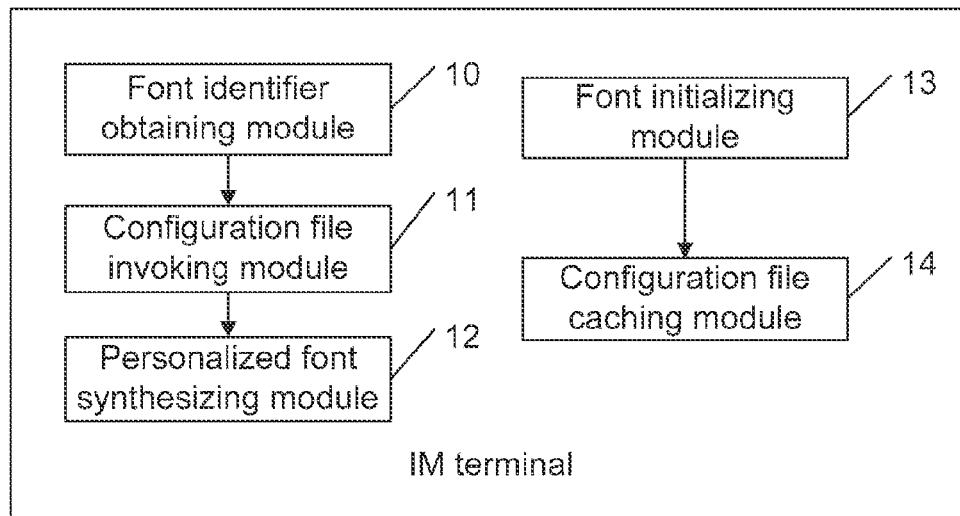 Font identifier
obtaining module
10
Configuration file
invoking module
11
Personalized font
synthesizing module
12
Font initializing
module
13
Configuration file
caching module
14
IM terminal